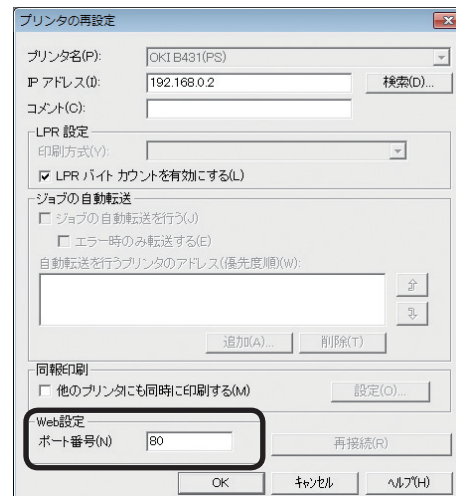 プリンタの再設定
プリンタ名(P): OKI B431(PS)
IP アドレス(I): 192.168.0.2 検索(D)...
コメント(C):
LPR 設定
印刷方式(Y):
LPR バイト カウントを有効にする(L)
ジョブの自動転送
ジョブの自動転送を行う(J)
エラー時のみ転送する(E)
自動転送を行うプリンタのアドレス(優先度順)(W):
追加(A)... 削除(T)
同報印刷
他のプリンタにも同時に印刷する(M) 設定(O)...
Web設定
ポート番号(N) 80 再接続(R)
OK キャンセル ヘルプ(H)